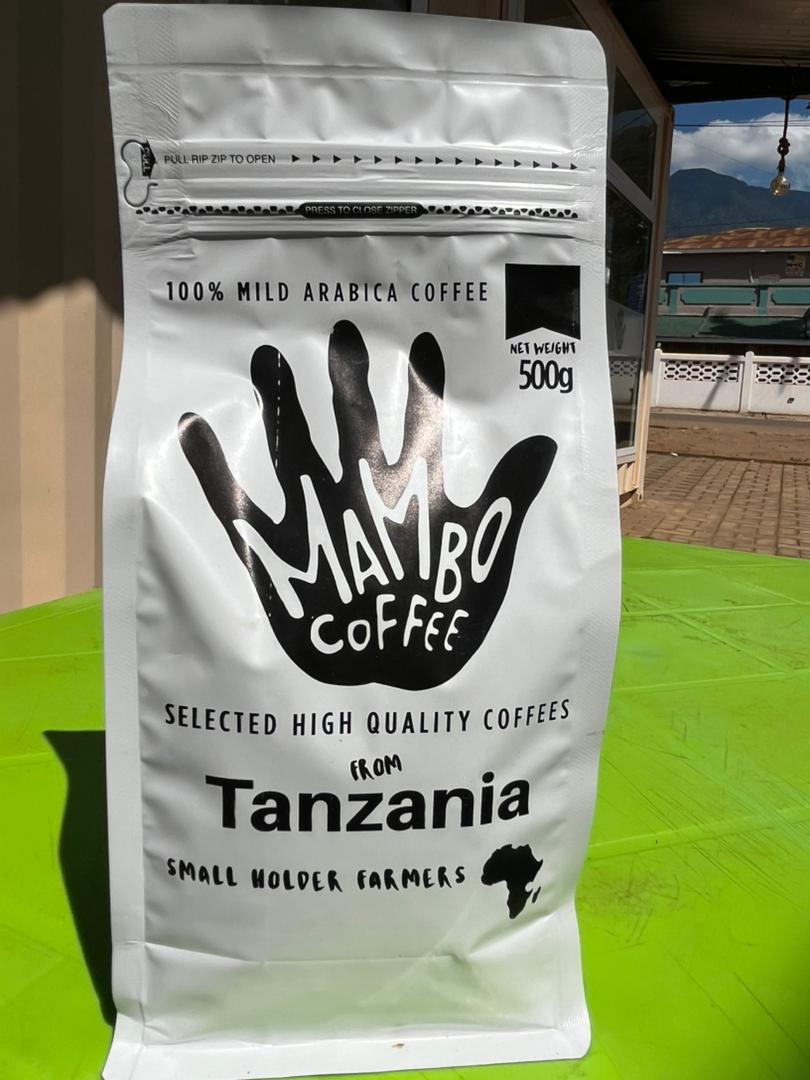 PULL
PULL RIP ZIP TO OPEN
PRESS TO CLOSE ZIPPER
100% MILD ARABICA COFFEE
NET WEIGHT
500g
MAMBO
COFFEE
SELECTED HIGH QUALITY COFFEES
FROM
Tanzania
SMALL HOLDER FARMERS